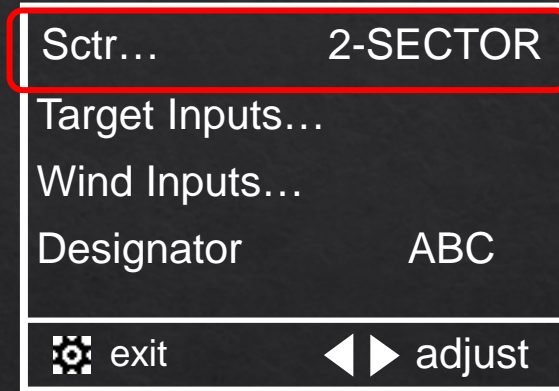 Sctr… 2-SECTOR
Target Inputs…
Wind Inputs…
Designator ABC
exit adjust